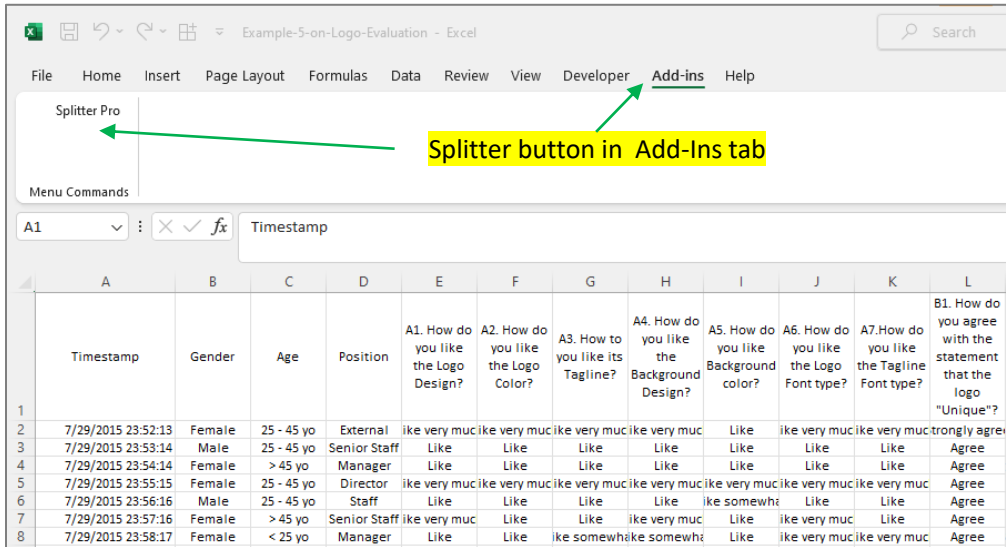 Example-5-on-Logo-Evaluation - Excel
Search
File Home Insert Page Layout Formulas Data Review View Developer Add-ins Help
Splitter Pro
Splitter button in Add-Ins tab
Menu Commands
A1 fx Timestamp
A B C D E F G H I J K L
1 Timestamp Gender Age Position A1. How do you like the Logo Design? A2. How do you like the Logo Color? A3. How to you like its Tagline? A4. How do you like the Background Design? A5. How do you like Background color? A6. How do you like the Logo Font type? A7.How do you like the Tagline Font type? B1. How do you agree with the statement that the logo "Unique"?
2 7/29/2015 23:52:13 Female 25 - 45 yo External ike very muc ike very muc ike very muc ike very muc Like ike very muc ike very muc trongly agre
3 7/29/2015 23:53:14 Male 25 - 45 yo Senior Staff Like Like Like Like Like Like Like Agree
4 7/29/2015 23:54:14 Female > 45 yo Manager Like Like Like Like Like Like Like Agree
5 7/29/2015 23:55:15 Female 25 - 45 yo Director ike very muc ike very muc ike very muc ike very muc ike very muc ike very muc ike very muc Agree
6 7/29/2015 23:56:16 Male 25 - 45 yo Staff Like Like Like Like ike somewha Like Like Agree
7 7/29/2015 23:57:16 Female > 45 yo Senior Staff ike very muc Like Like ike very muc Like ike very muc Like Agree
8 7/29/2015 23:58:17 Female < 25 yo Manager Like Like ike somewha ike somewha Like ike very muc ike very muc Agree